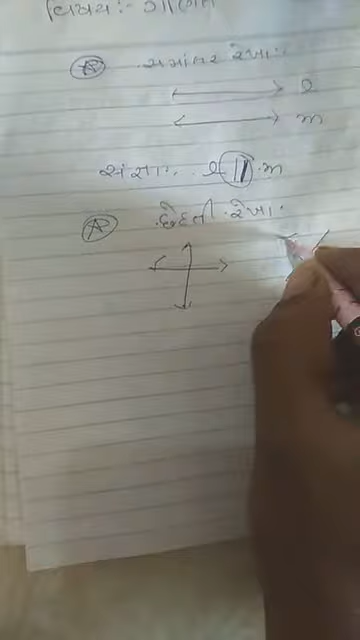 વિષય:- ગણિત
સમાંતર રેખા:-
l
m
સંજ્ઞા:- l || m
છેદતી રેખા:-